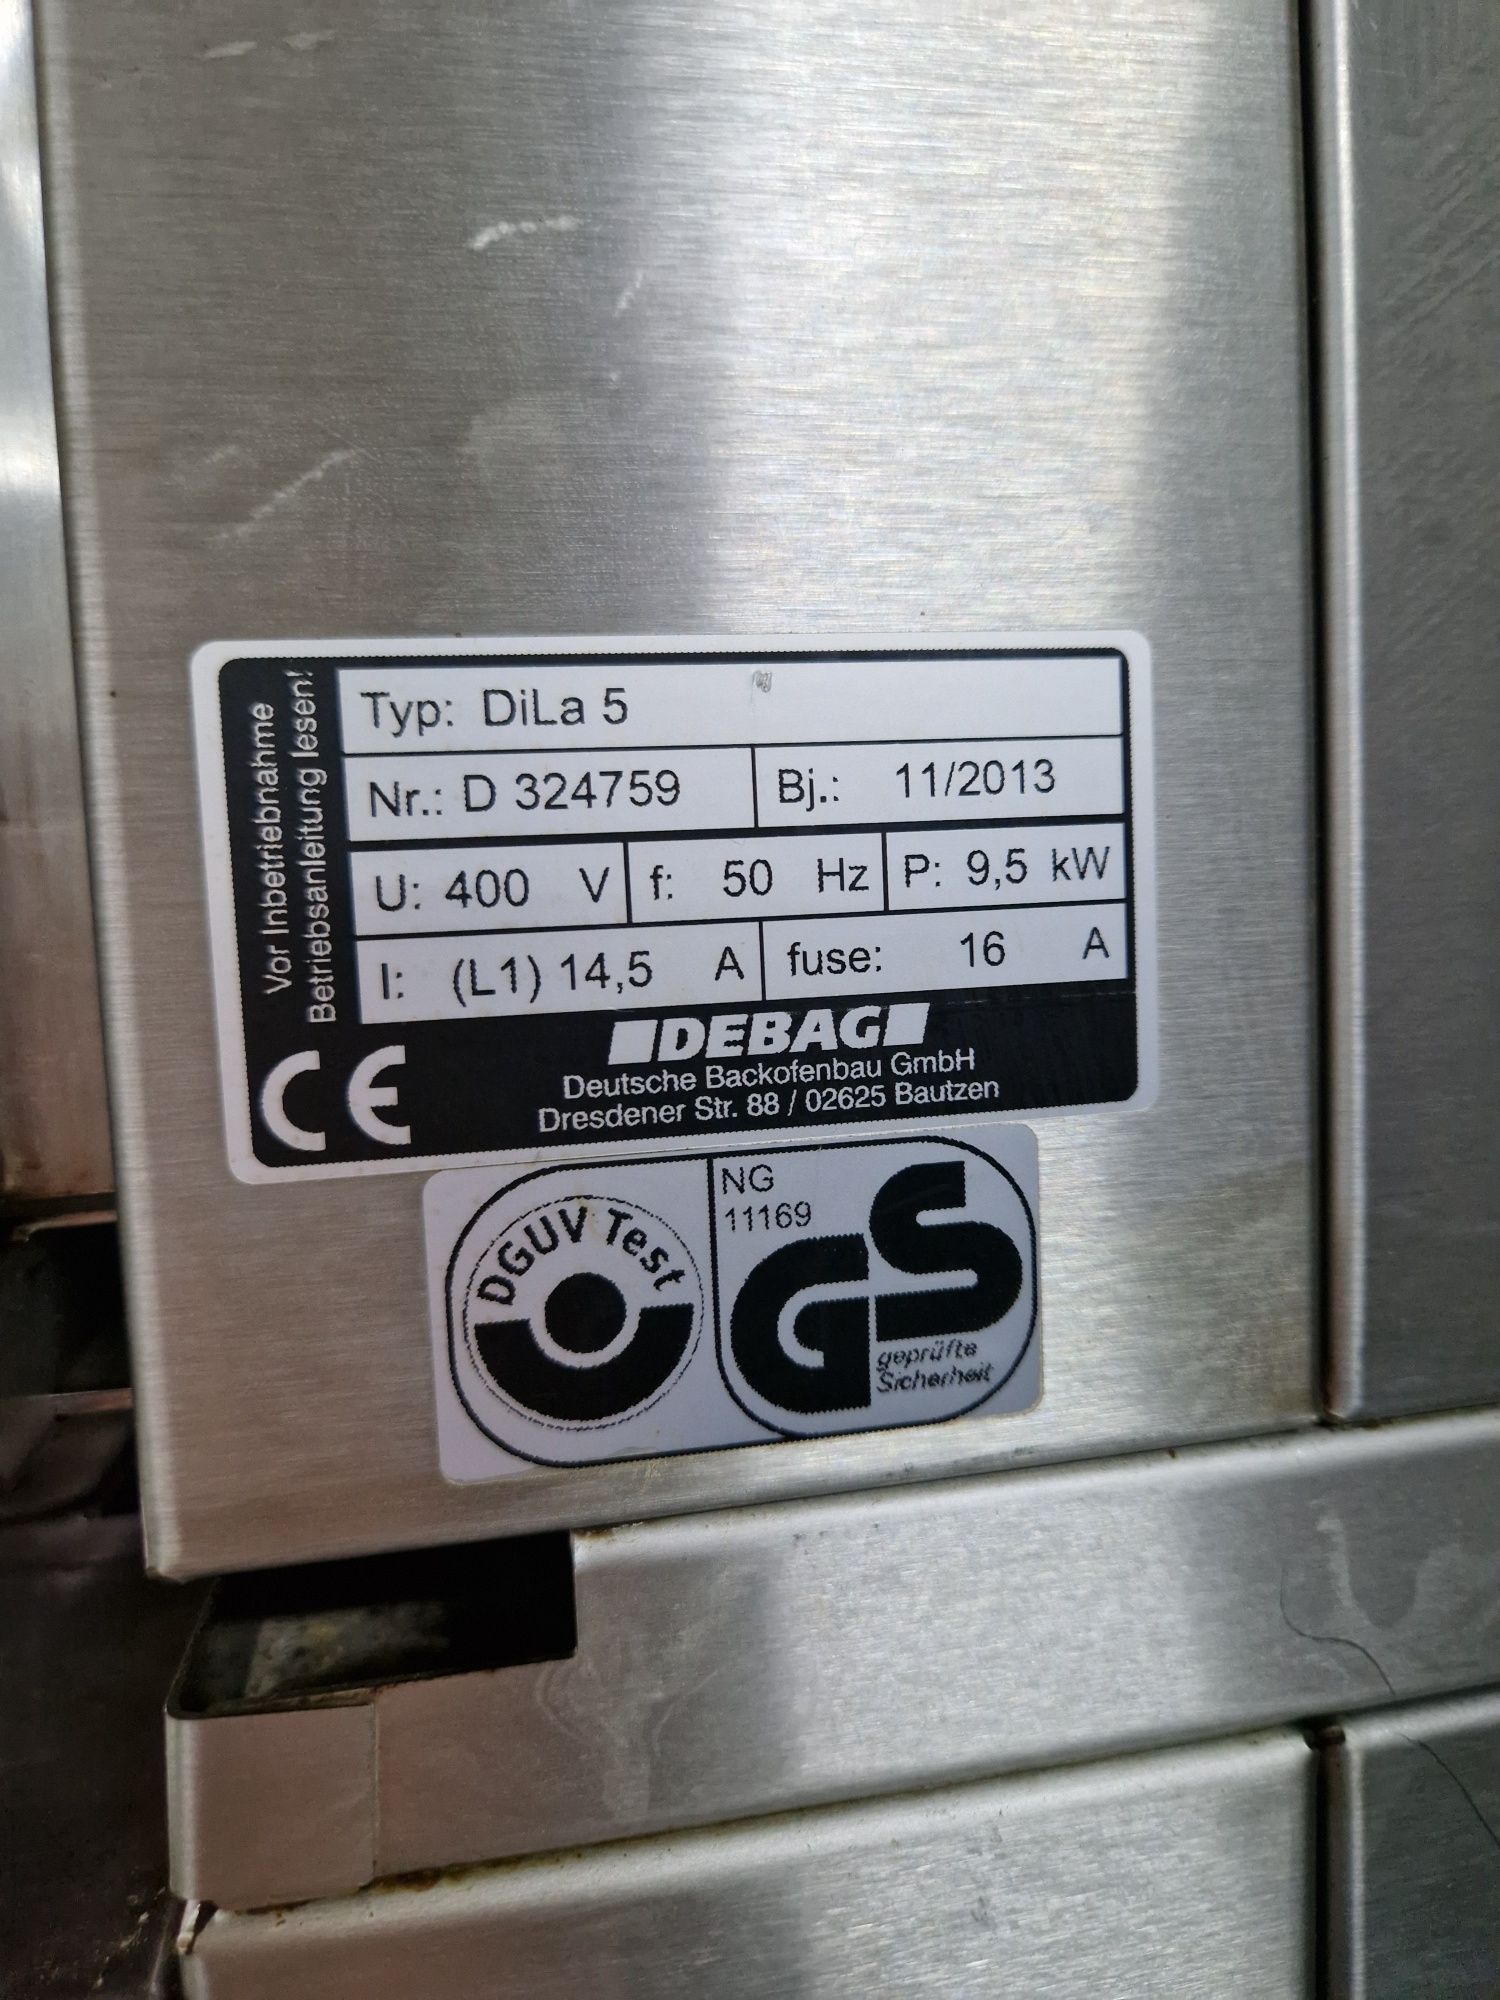 Vor Inbetriebnahme
Betriebsanleitung lesen!
Typ: DiLa 5
Nr.: D 324759 Bj.: 11/2013
U: 400 V f: 50 Hz P: 9,5 kW
I: (L1) 14,5 A fuse: 16 A
DEBAG
Deutsche Backofenbau GmbH
Dresdener Str. 88 / 02625 Bautzen
CE
DGUV Test
NG
11169
GS
geprüfte
Sicherheit